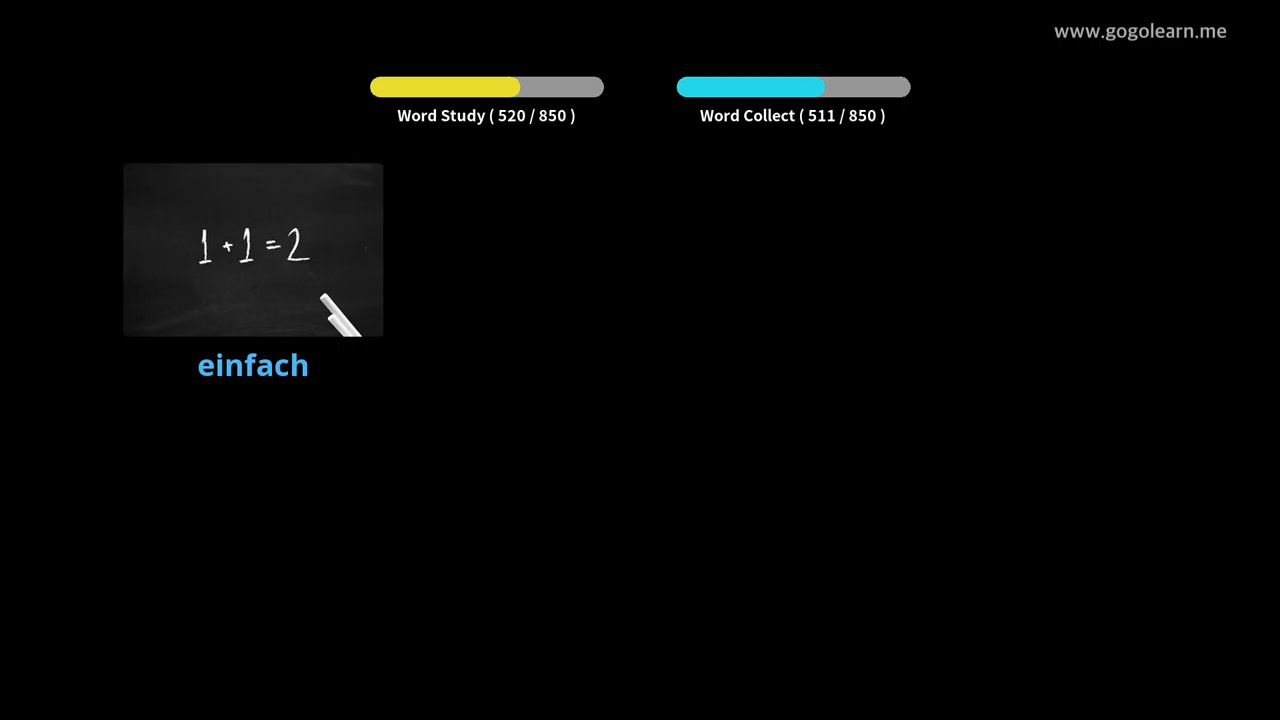 www.gogolearn.me
Word Study ( 520 / 850 )
Word Collect ( 511 / 850 )
1 + 1 = 2
einfach